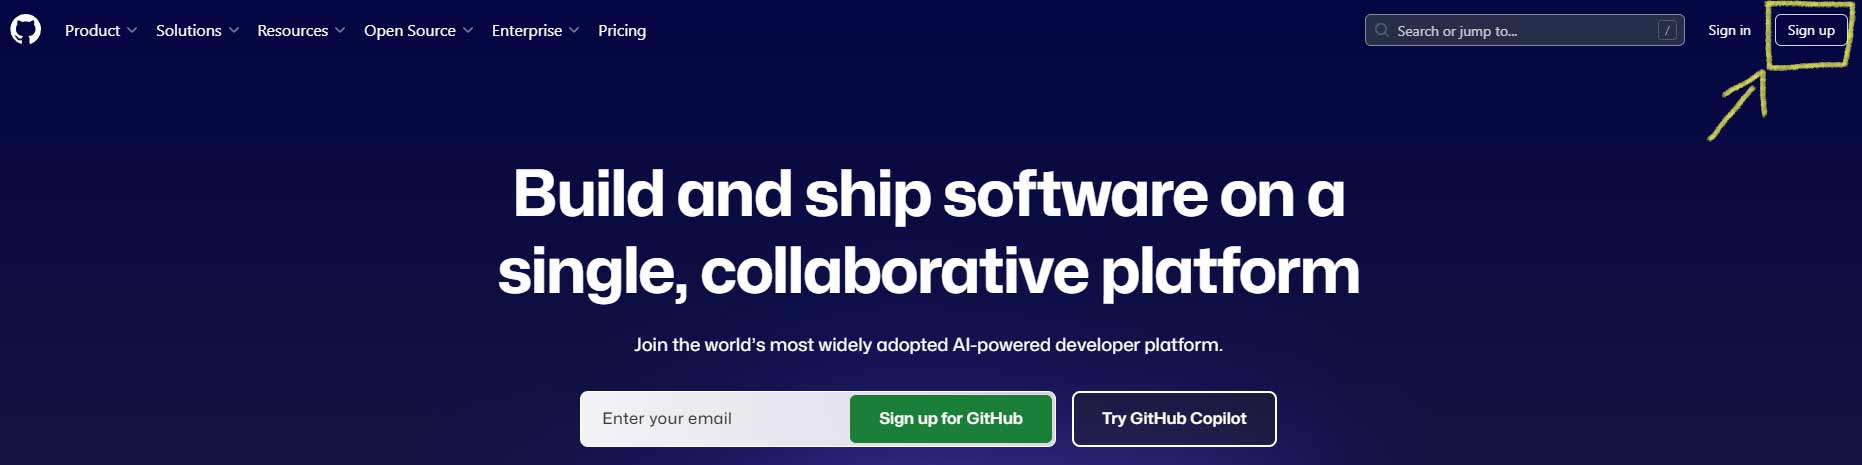 Product Solutions Resources Open Source Enterprise Pricing Search or jump to... / Sign in Sign up
Build and ship software on a
single, collaborative platform
Join the world's most widely adopted AI-powered developer platform.
Enter your email Sign up for GitHub Try GitHub Copilot